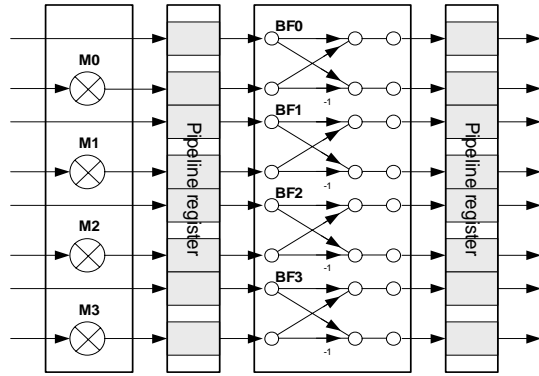 BF0
M0
-1
BF1
M1
-1
BF2
M2
-1
BF3
M3
-1
Pipeline register
Pipeline register